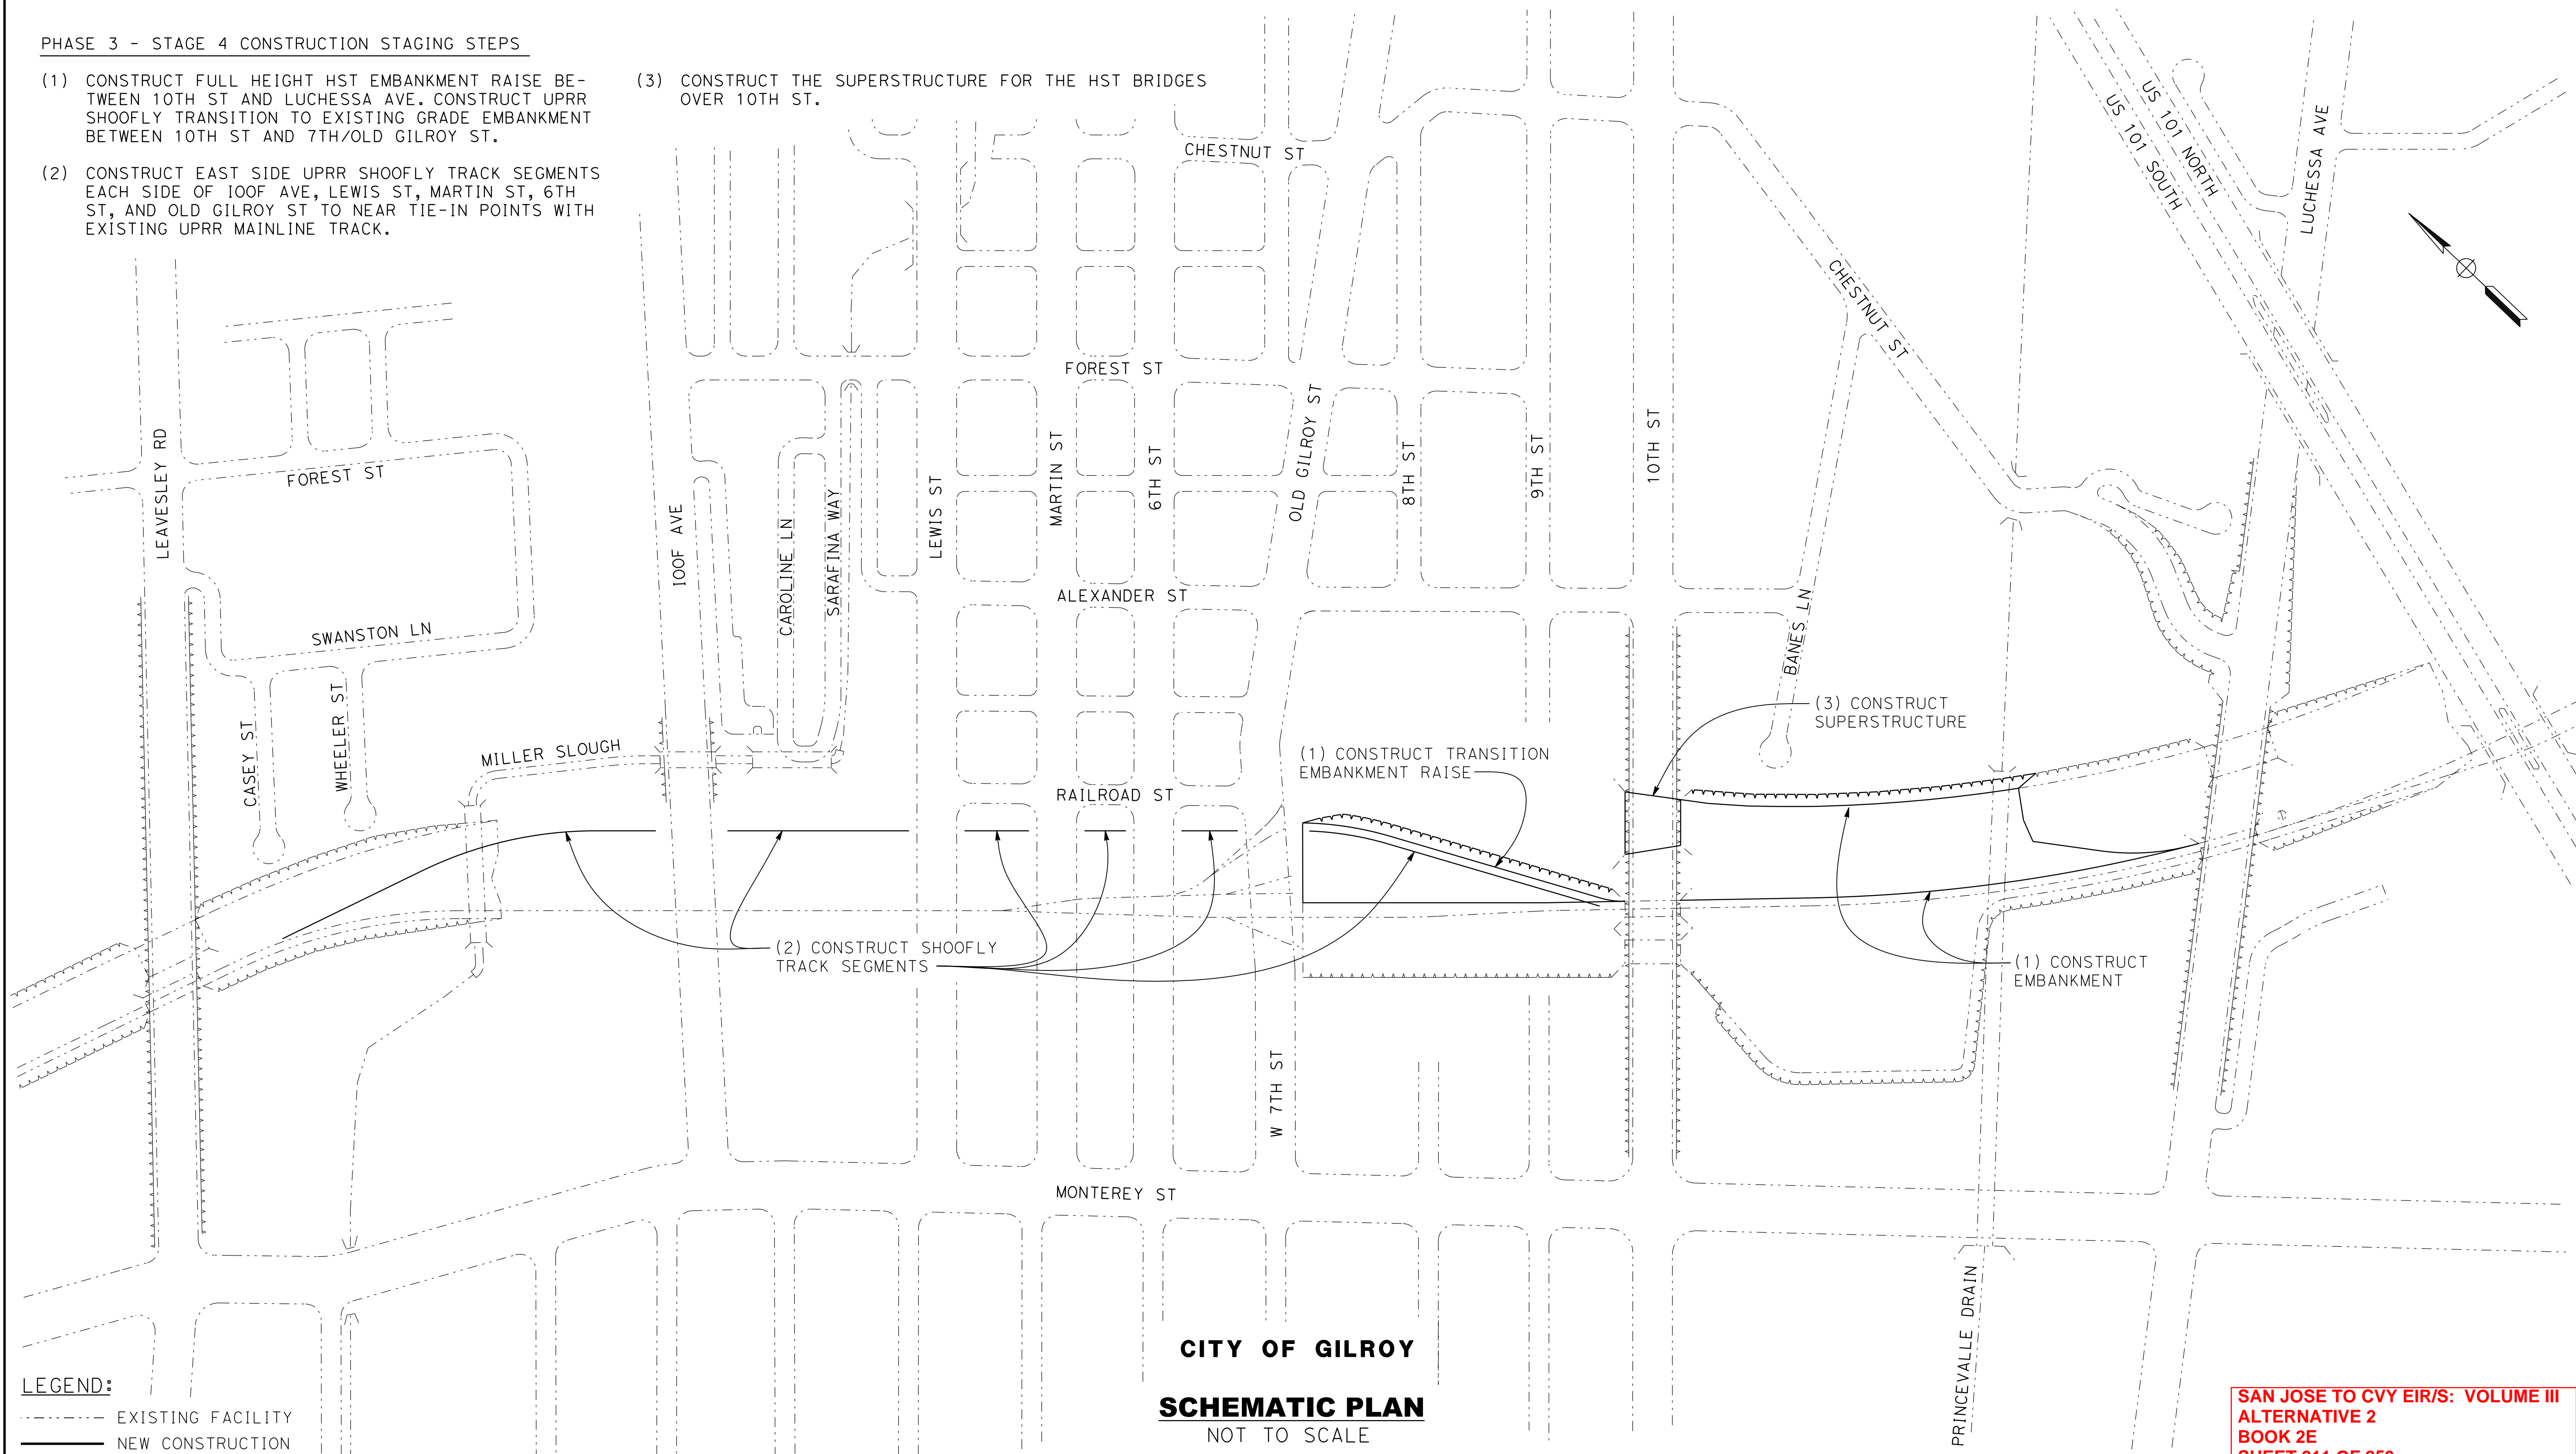 PHASE 3 - STAGE 4 CONSTRUCTION STAGING STEPS
(1) CONSTRUCT FULL HEIGHT HST EMBANKMENT RAISE BE-
TWEEN 10TH ST AND LUCHESSA AVE. CONSTRUCT UPRR
SHOOFLY TRANSITION TO EXISTING GRADE EMBANKMENT
BETWEEN 10TH ST AND 7TH/OLD GILROY ST.
(2) CONSTRUCT EAST SIDE UPRR SHOOFLY TRACK SEGMENTS
EACH SIDE OF IOOF AVE, LEWIS ST, MARTIN ST, 6TH
ST, AND OLD GILROY ST TO NEAR TIE-IN POINTS WITH
EXISTING UPRR MAINLINE TRACK.
(3) CONSTRUCT THE SUPERSTRUCTURE FOR THE HST BRIDGES
OVER 10TH ST.
CHESTNUT ST
US 101 NORTH
US 101 SOUTH
LUCHESSA AVE
CHESTNUT ST
FOREST ST
LEAVESLEY RD
FOREST ST
IOOF AVE
CAROLINE LN
SARAFINA WAY
LEWIS ST
MARTIN ST
6TH ST
OLD GILROY ST
8TH ST
9TH ST
10TH ST
ALEXANDER ST
BANES LN
SWANSTON LN
CASEY ST
WHEELER ST
MILLER SLOUGH
RAILROAD ST
(1) CONSTRUCT TRANSITION
EMBANKMENT RAISE
(3) CONSTRUCT
SUPERSTRUCTURE
(2) CONSTRUCT SHOOFLY
TRACK SEGMENTS
(1) CONSTRUCT
EMBANKMENT
W 7TH ST
MONTEREY ST
PRINCEVALLE DRAIN
CITY OF GILROY
SCHEMATIC PLAN
NOT TO SCALE
LEGEND:
EXISTING FACILITY
NEW CONSTRUCTION
SAN JOSE TO CVY EIR/S: VOLUME III
ALTERNATIVE 2
BOOK 2E